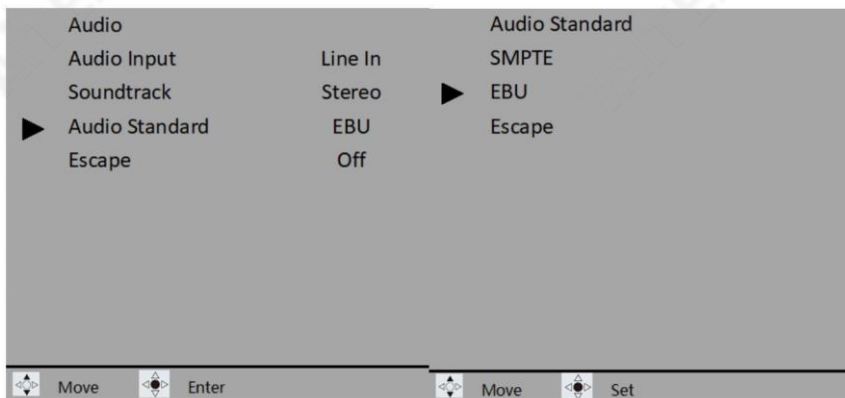 Audio
Audio Input Line In
Soundtrack Stereo
Audio Standard EBU
Escape Off
Move Enter
Audio Standard
SMPTE
EBU
Escape
Move Set